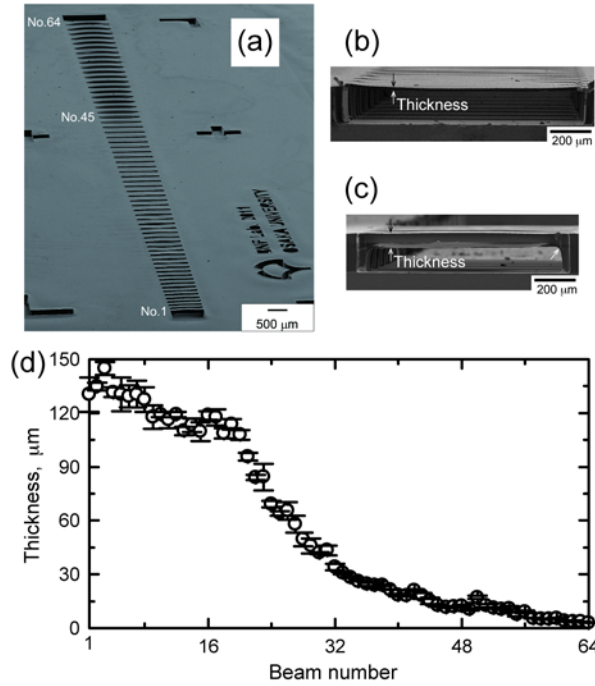 (a)
No.64
No.45
No.1
500 μm
(b)
Thickness
200 μm
(c)
Thickness
200 μm
(d)
Thickness, μm
150
120
90
60
30
0
1
16
32
48
64
Beam number